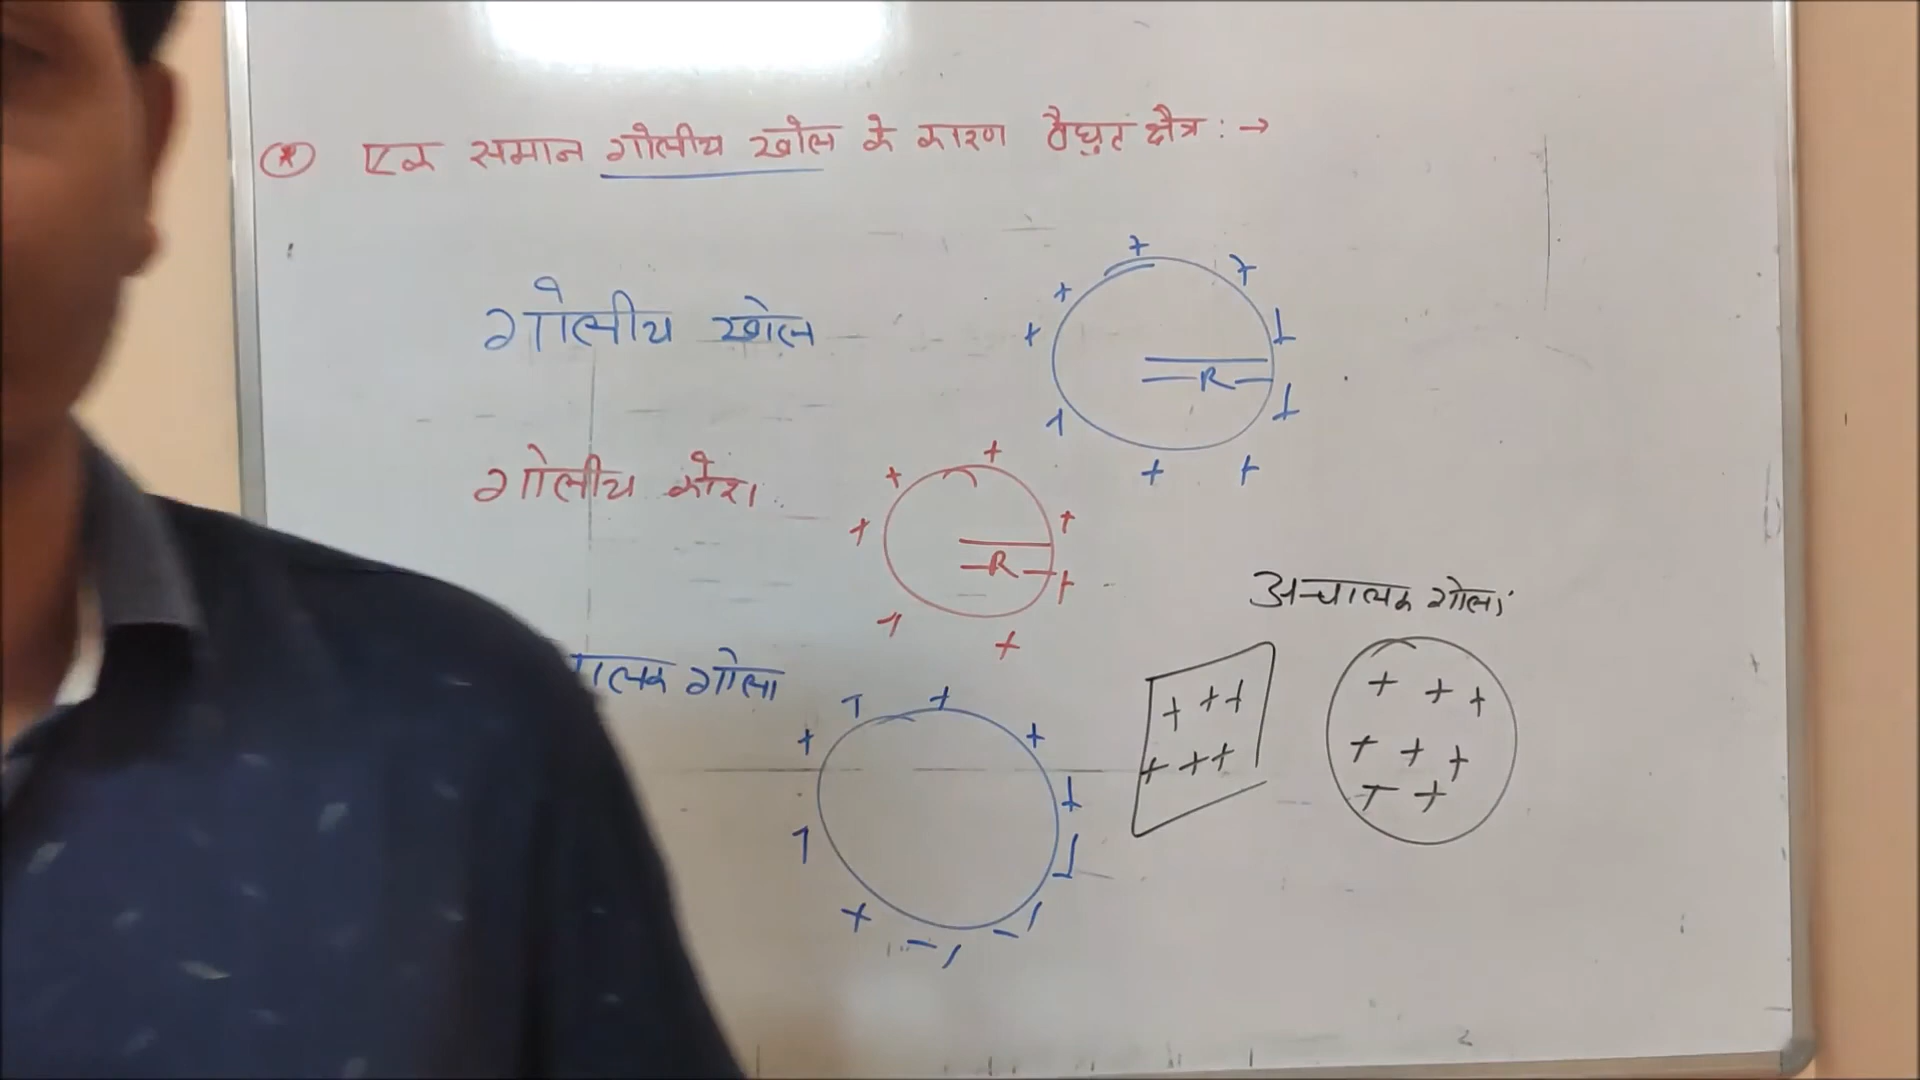 एक समान गोलीय खोल के कारण वैघुत क्षैत्र : →
गोलीय खोल
R
गोलीय कोश
R
अचालक गोला
गोला